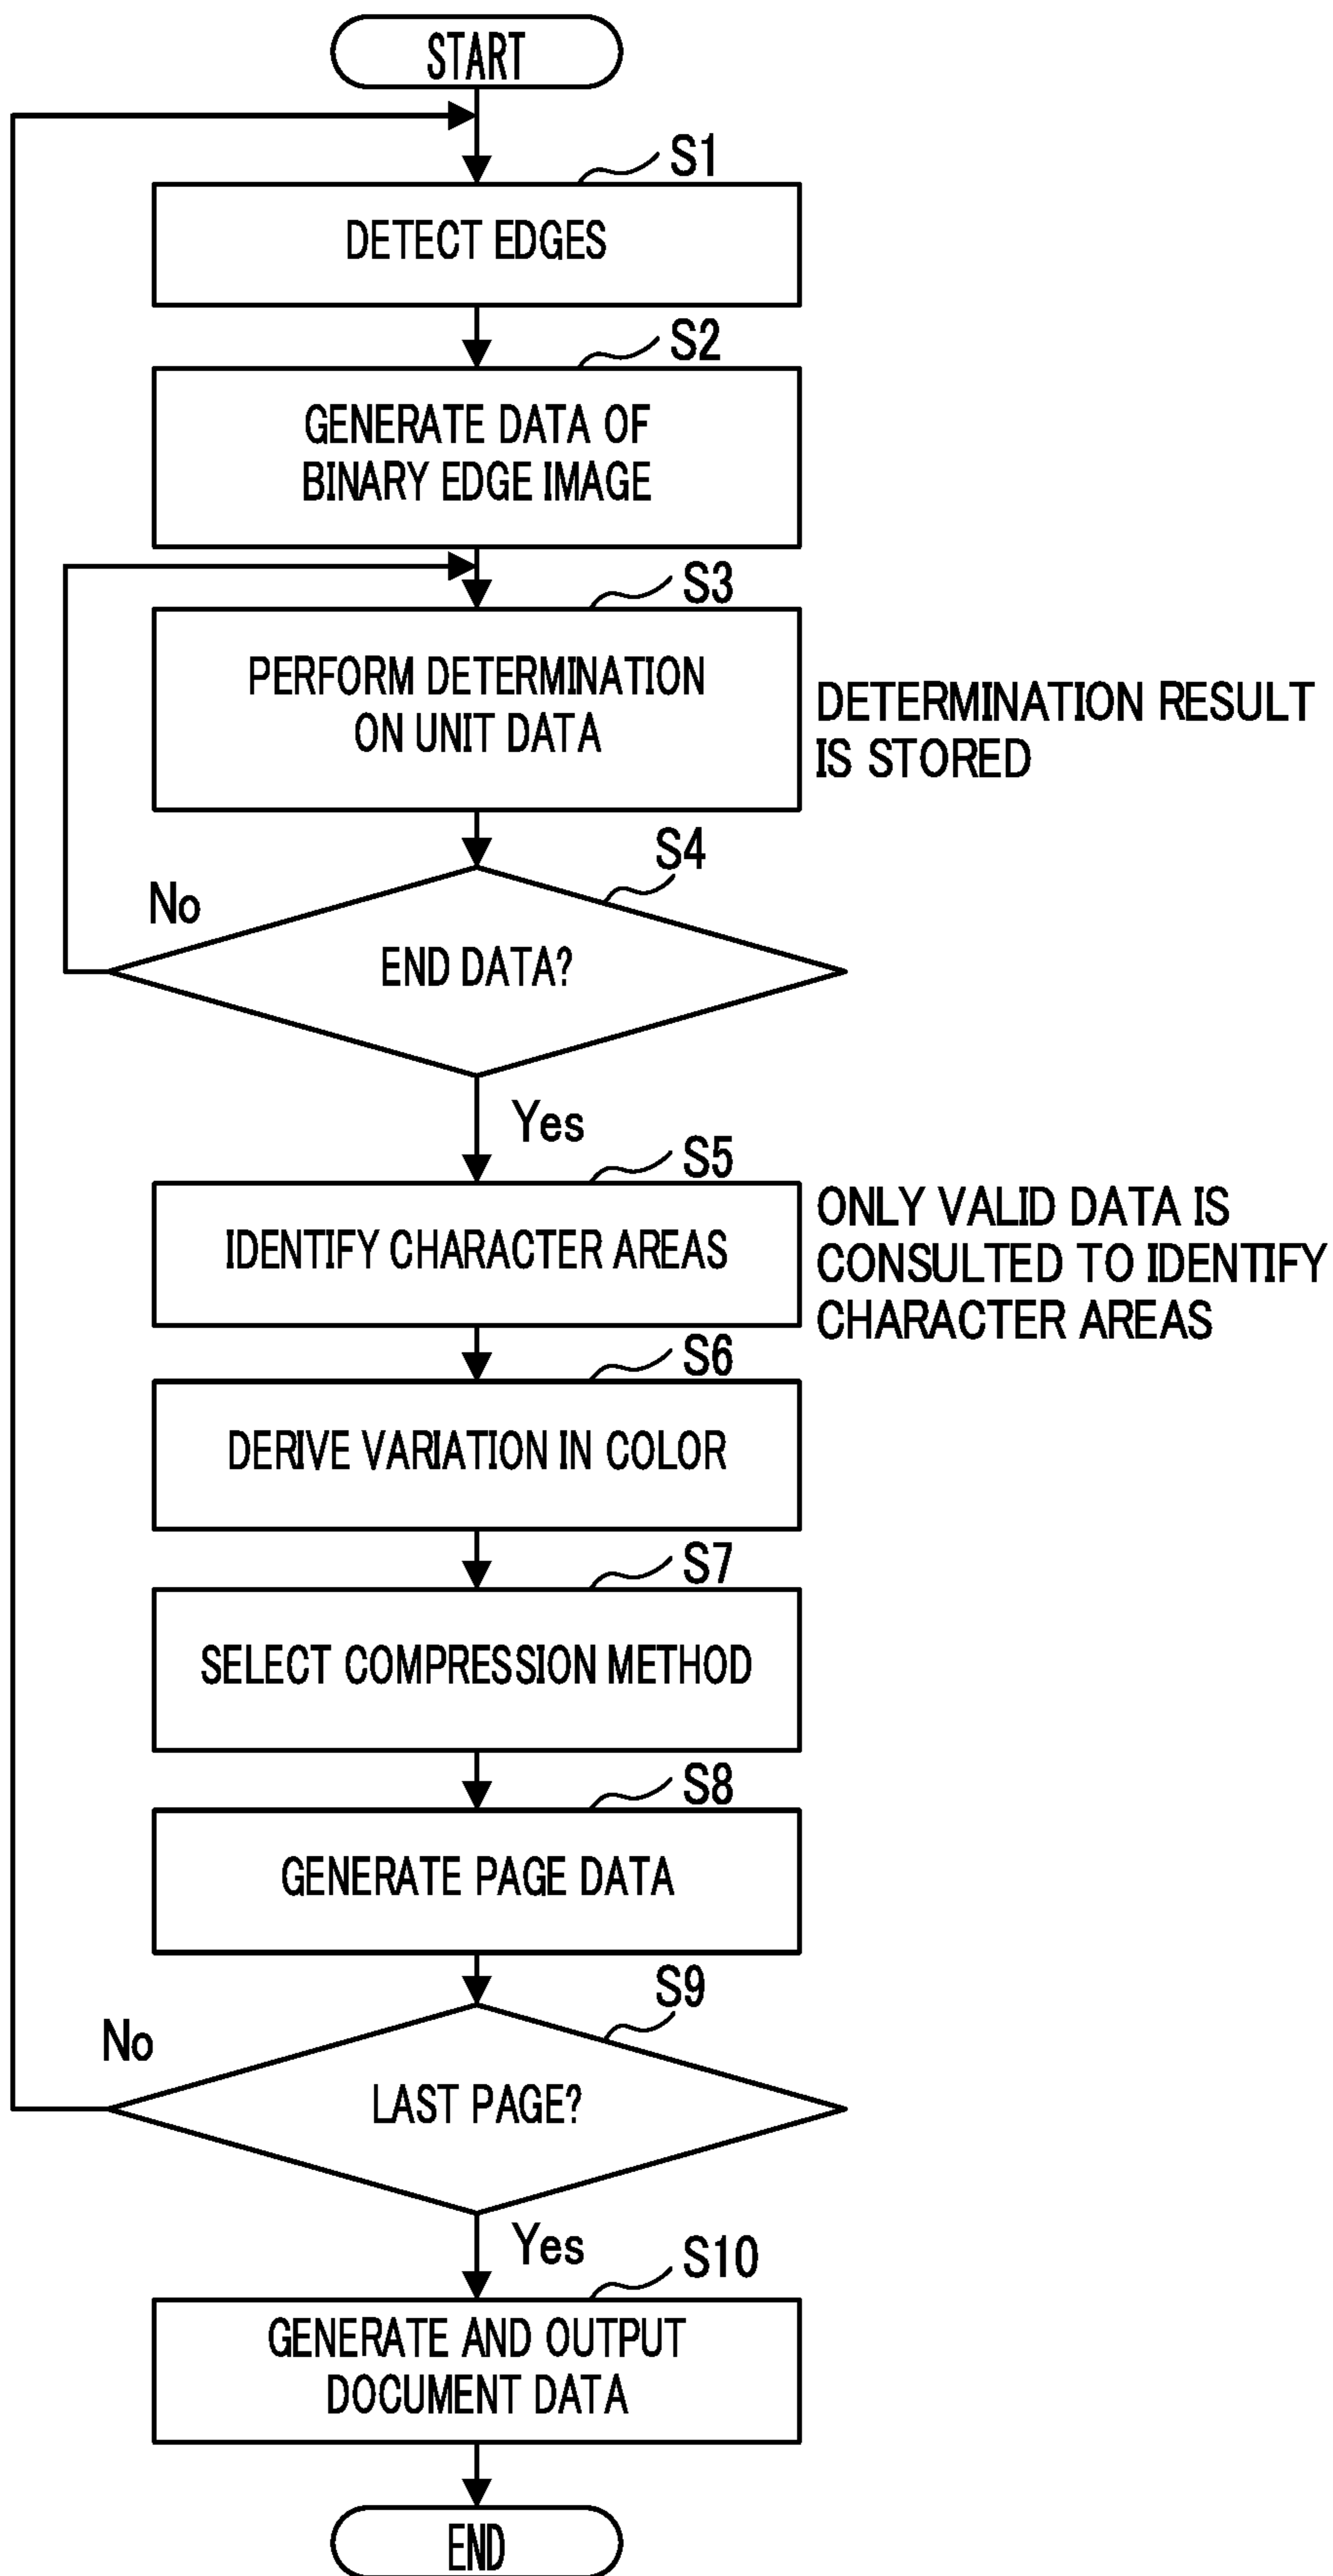 START
S1
DETECT EDGES
S2
GENERATE DATA OF
BINARY EDGE IMAGE
S3
PERFORM DETERMINATION
ON UNIT DATA
DETERMINATION RESULT
IS STORED
S4
No
END DATA?
Yes
S5
IDENTIFY CHARACTER AREAS
ONLY VALID DATA IS
CONSULTED TO IDENTIFY
CHARACTER AREAS
S6
DERIVE VARIATION IN COLOR
S7
SELECT COMPRESSION METHOD
S8
GENERATE PAGE DATA
S9
No
LAST PAGE?
Yes
S10
GENERATE AND OUTPUT
DOCUMENT DATA
END